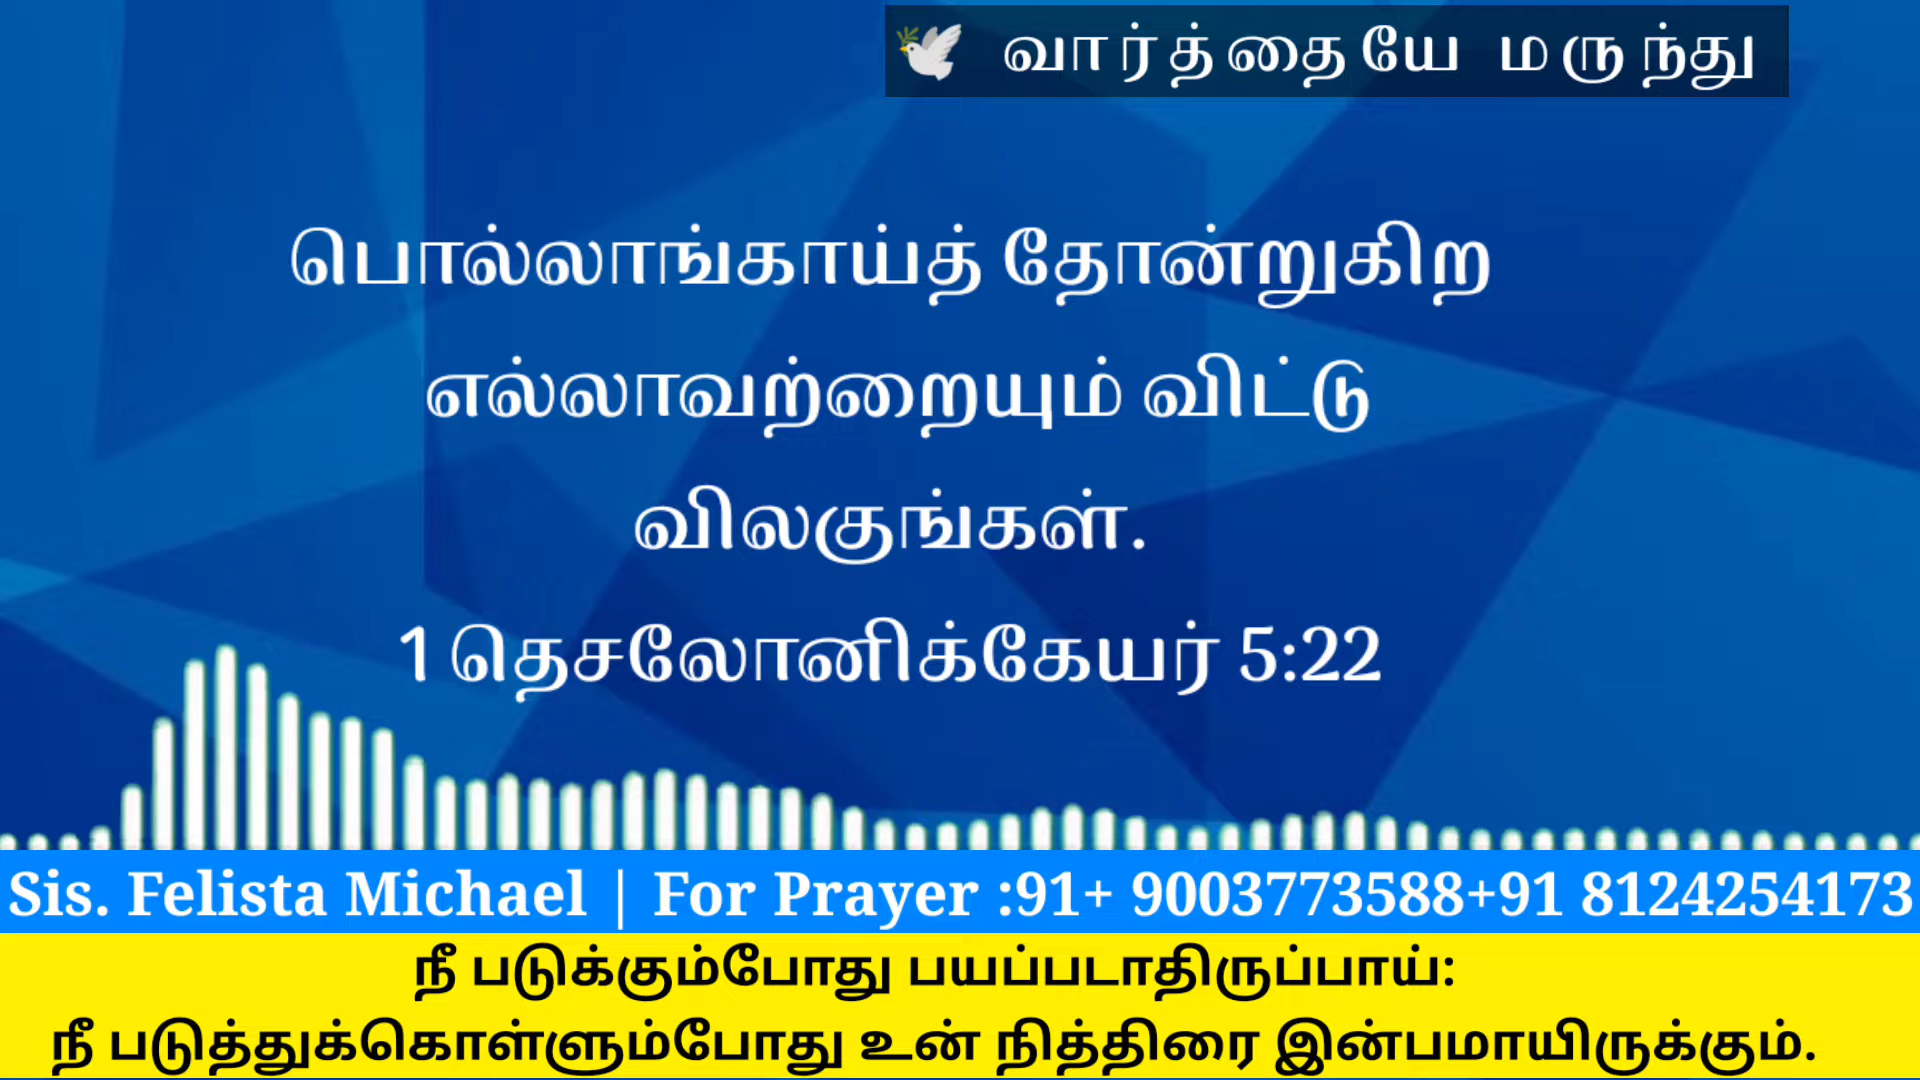 🕊 வார்த்தையே மருந்து
பொல்லாங்காய்த் தோன்றுகிற
எல்லாவற்றையும் விட்டு
விலகுங்கள்.
1 தெசலோனிக்கேயர் 5:22
Sis. Felista Michael | For Prayer :91+ 9003773588+91 8124254173
நீ படுக்கும்போது பயப்படாதிருப்பாய்:
நீ படுத்துக்கொள்ளும்போது உன் நித்திரை இன்பமாயிருக்கும்.